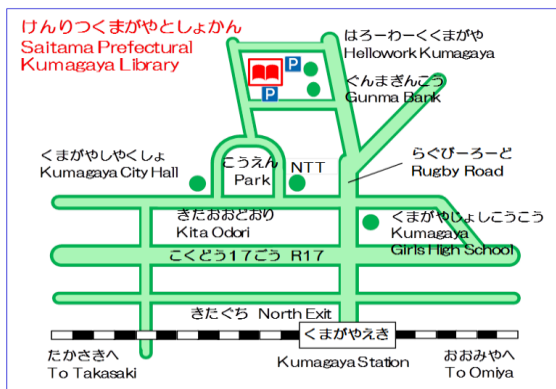 けんりつくまがやとしょかん
Saitama Prefectural
Kumagaya Library
はろーわーくくまがや
Hellowork Kumagaya
P
ぐんまぎんこう
Gunma Bank
P
くまがやしやくしょ
Kumagaya City Hall
こうえん
Park
NTT
らぐびーろーど
Rugby Road
きたおおどおり
Kita Odori
くまがやじょしこうこう
Kumagaya
Girls High School
こくどう17ごう R17
きたぐち North Exit
くまがやえき
Kumagaya Station
たかさきへ
To Takasaki
おおみやへ
To Omiya